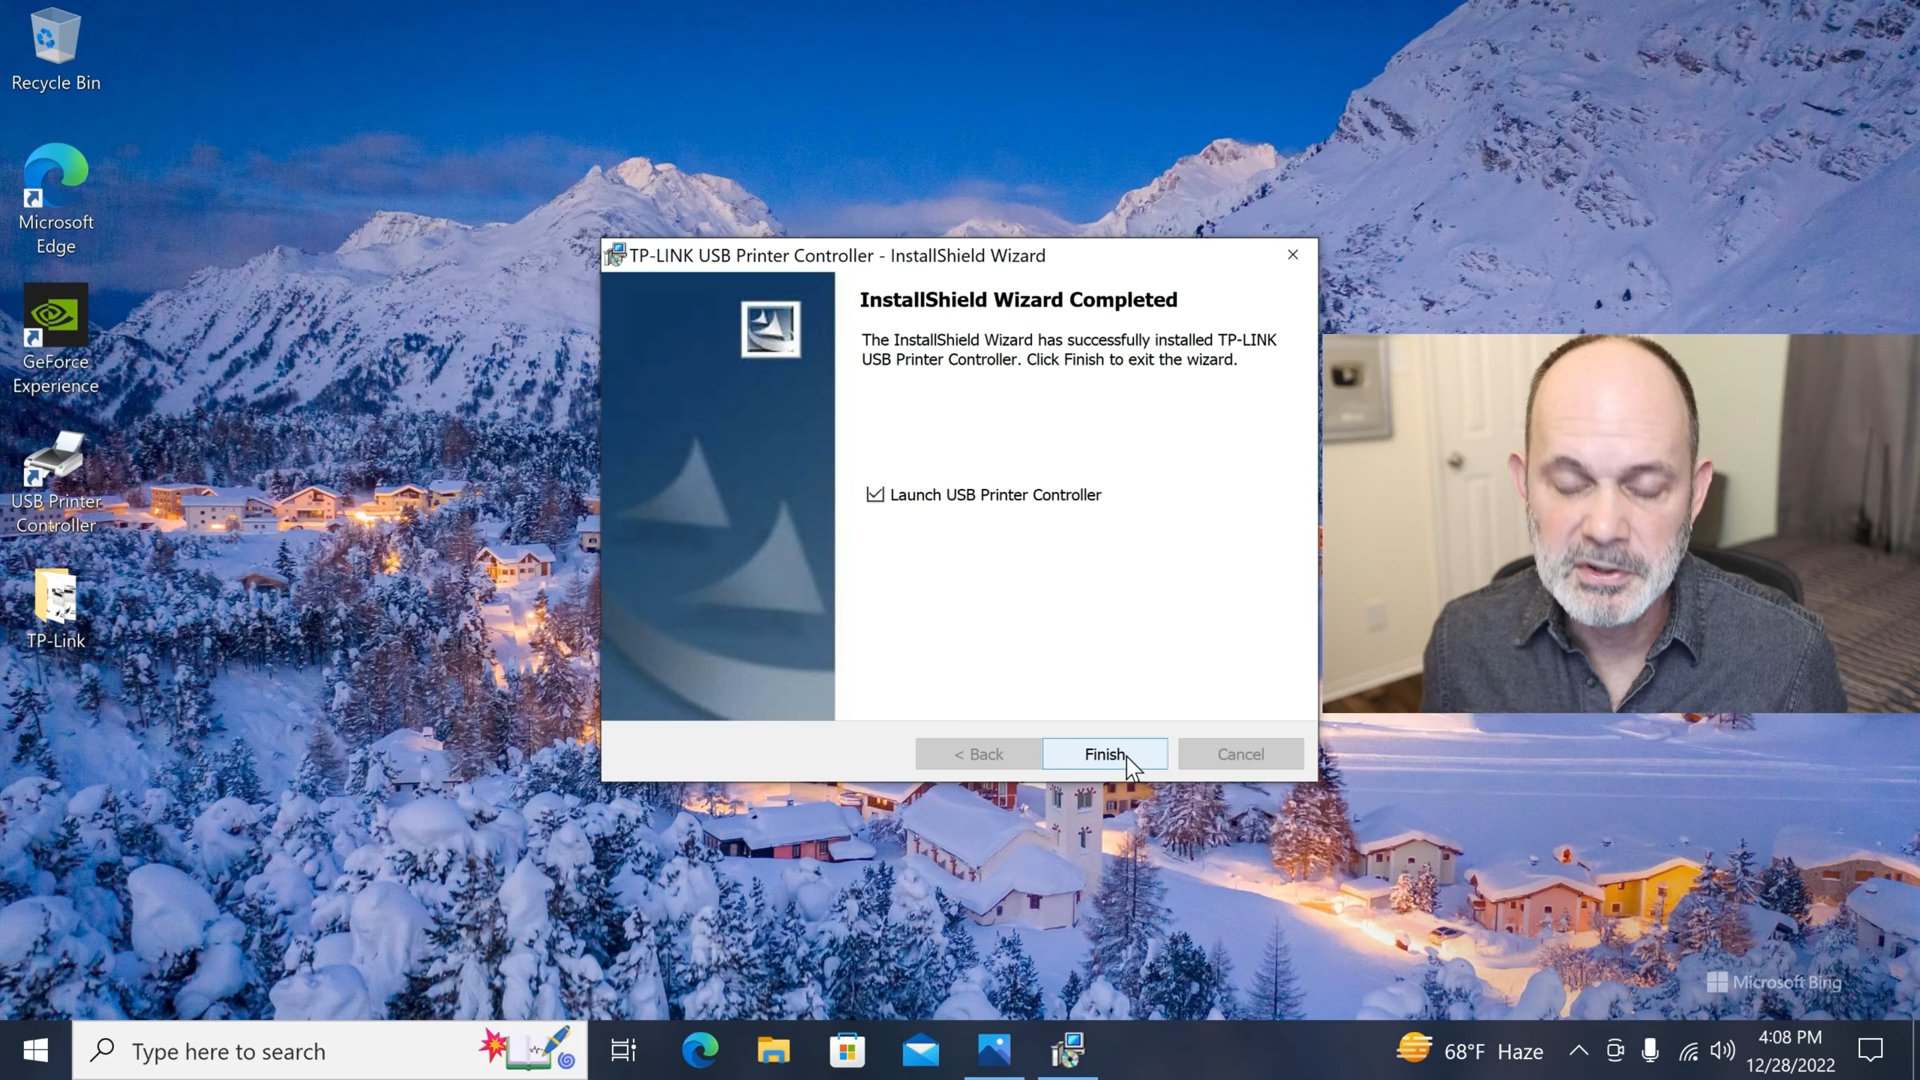 Recycle Bin
Microsoft
Edge
GeForce
Experience
USB Printer
Controller
TP-Link
TP-LINK USB Printer Controller - InstallShield Wizard
InstallShield Wizard Completed
The InstallShield Wizard has successfully installed TP-LINK
USB Printer Controller. Click Finish to exit the wizard.
Launch USB Printer Controller
< Back
Finish
Cancel
Microsoft Bing
Type here to search
68°F Haze
4:08 PM
12/28/2022